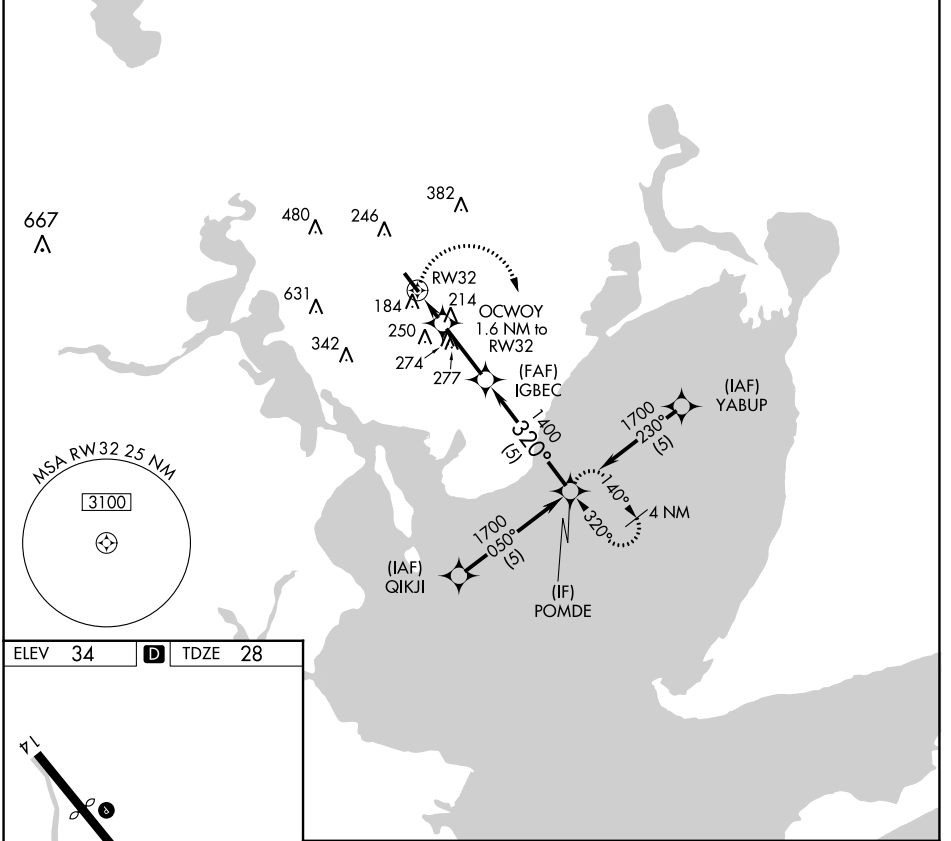 382
480
246
667
RW32
631
184
214
OCWOY
1.6 NM to
RW32
250
342
274
277
(FAF)
IGBEC
(IAF)
YABUP
1700
230°
(5)
1400
320°
(5)
MSA RW32 25 NM
3100
140°
320°
4 NM
1700
050°
(5)
(IAF)
QIKJI
(IF)
POMDE
ELEV 34 D TDZE 28
14
P